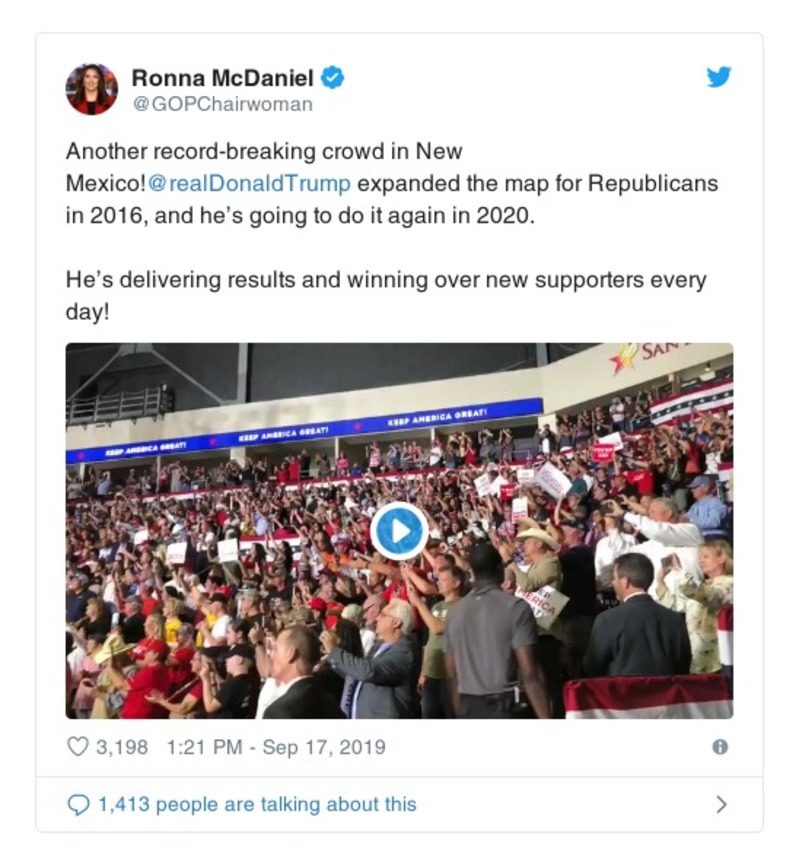 Ronna McDaniel
@GOPChairwoman
Another record-breaking crowd in New
Mexico!@realDonaldTrump expanded the map for Republicans
in 2016, and he’s going to do it again in 2020.
He’s delivering results and winning over new supporters every
day!
SAN
KEEP AMERICA GREAT! KEEP AMERICA GREAT! KEEP AMERICA GREAT!
3,198 1:21 PM - Sep 17, 2019
1,413 people are talking about this